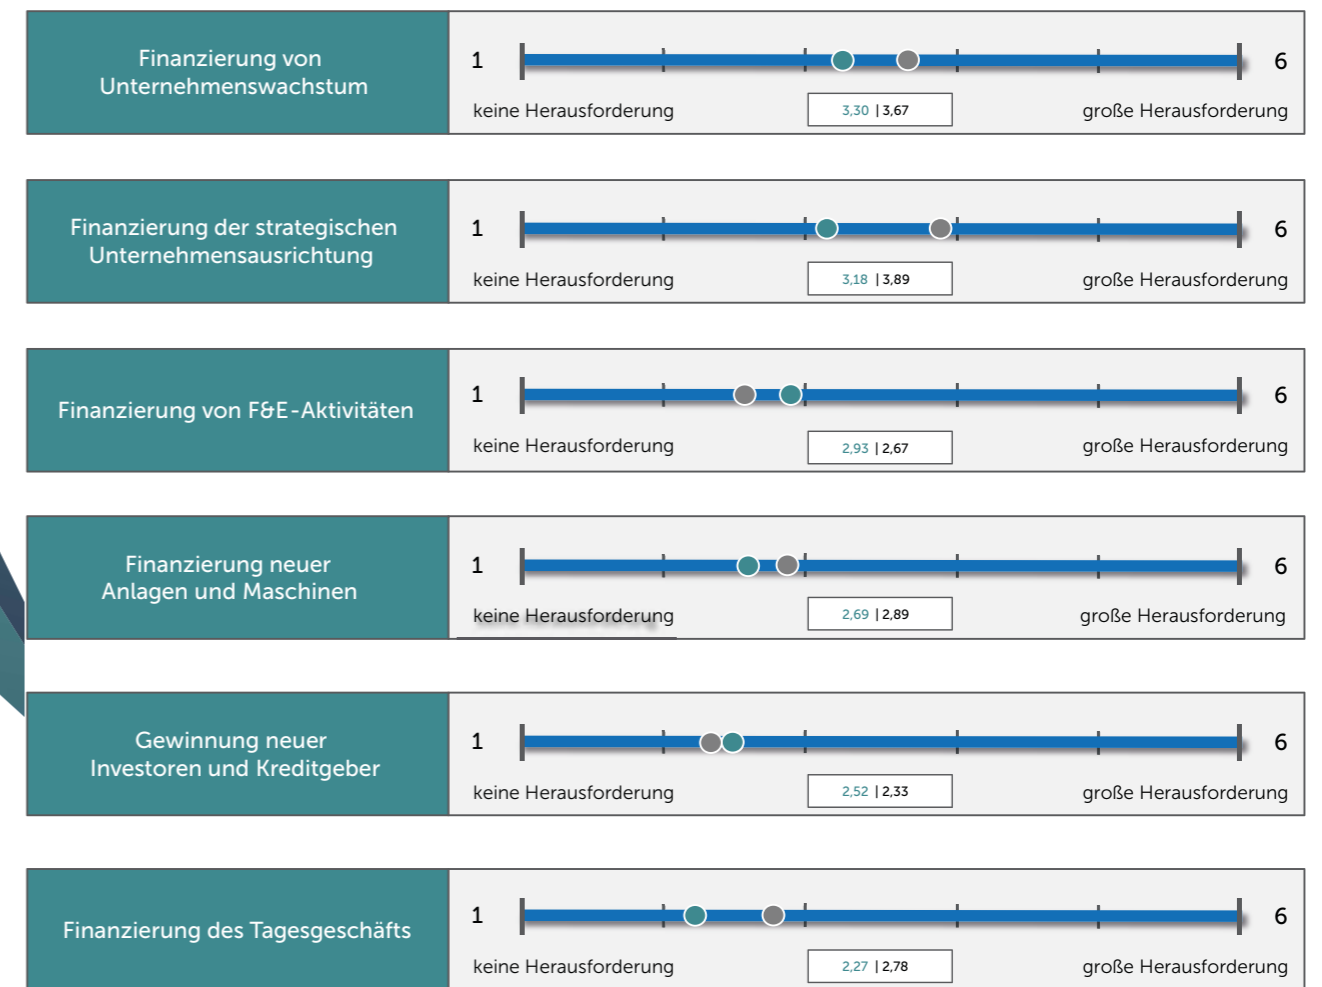 Finanzierung von
Unternehmenswachstum
1
6
keine Herausforderung
3,30 | 3,67
große Herausforderung
Finanzierung der strategischen
Unternehmensausrichtung
1
6
keine Herausforderung
3,18 | 3,89
große Herausforderung
Finanzierung von F&E-Aktivitäten
1
6
keine Herausforderung
2,93 | 2,67
große Herausforderung
Finanzierung neuer
Anlagen und Maschinen
1
6
keine Herausforderung
2,69 | 2,89
große Herausforderung
Gewinnung neuer
Investoren und Kreditgeber
1
6
keine Herausforderung
2,52 | 2,33
große Herausforderung
Finanzierung des Tagesgeschäfts
1
6
keine Herausforderung
2,27 | 2,78
große Herausforderung